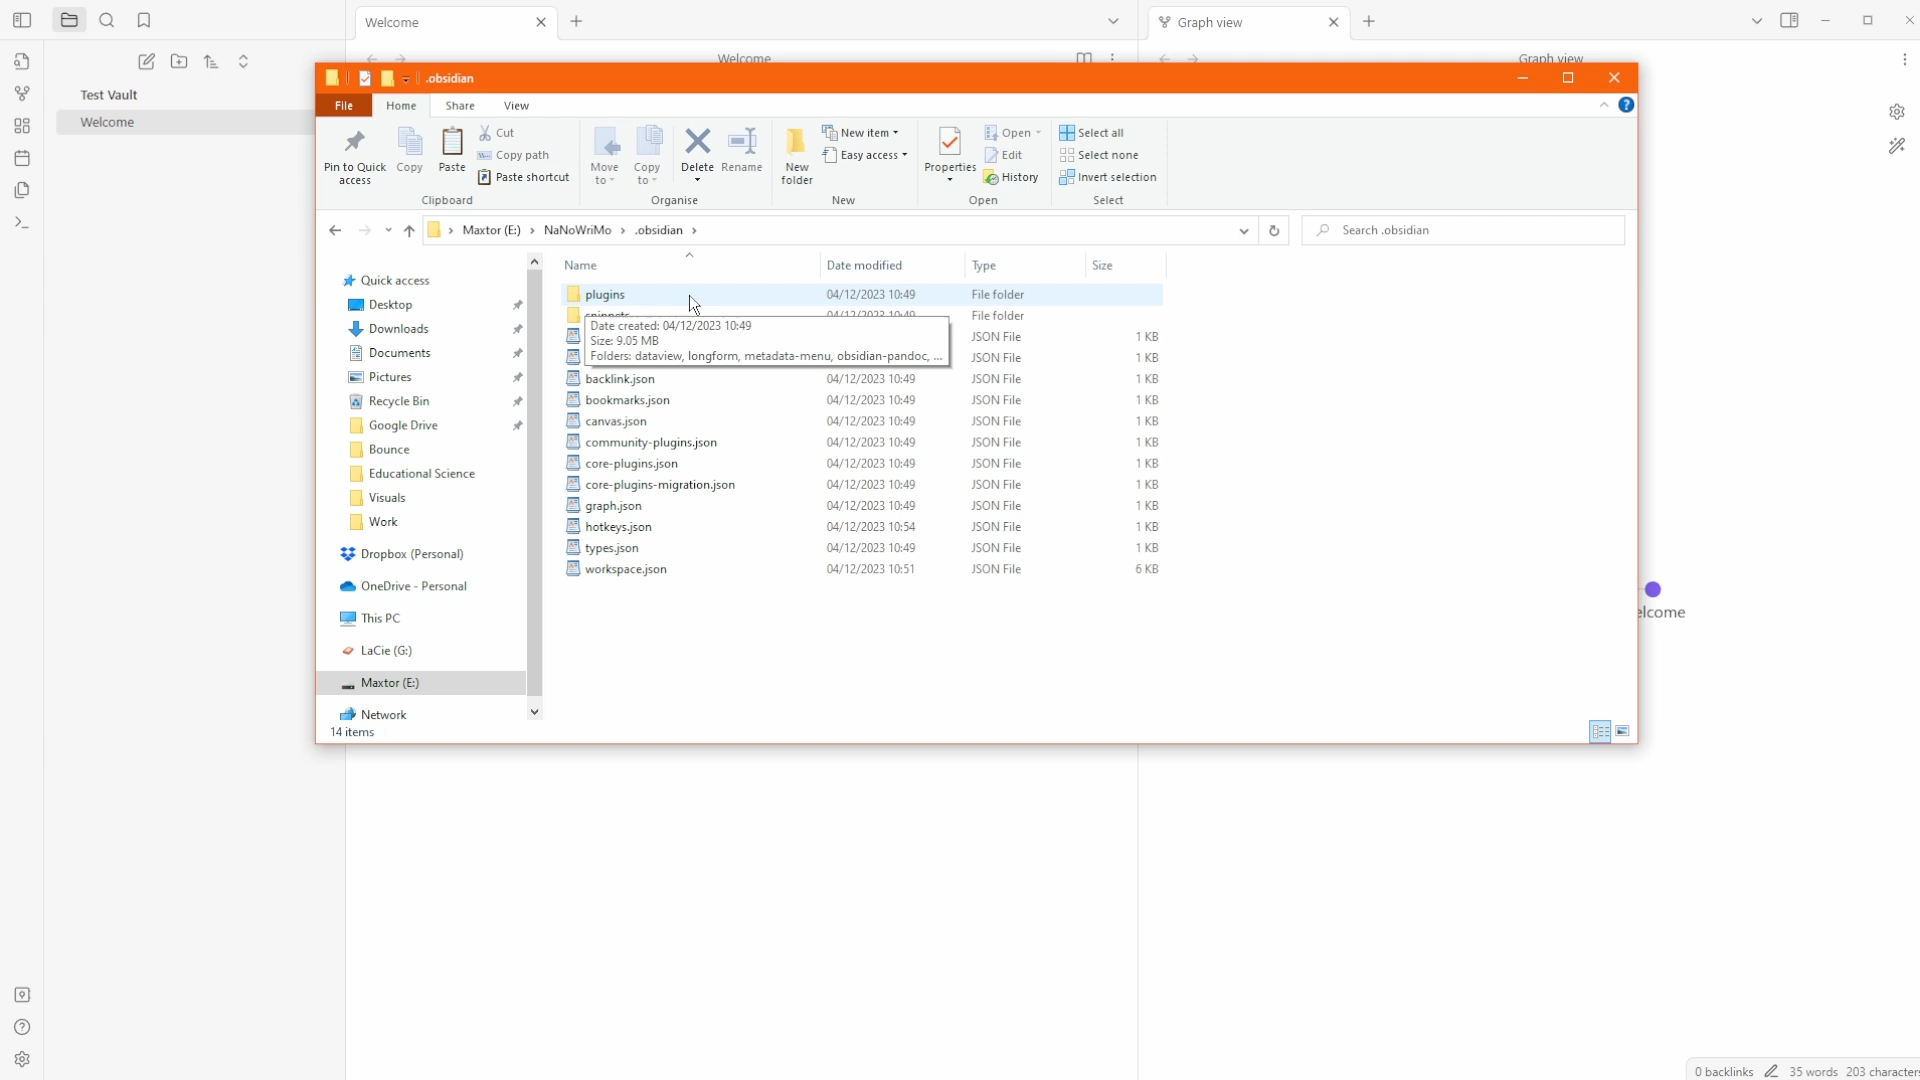 Welcome
Graph view
Welcome
Graph view
Test Vault
Welcome
.obsidian
File
Home
Share
View
Pin to Quick access
Copy
Paste
Cut
Copy path
Paste shortcut
Clipboard
Move to
Copy to
Delete
Rename
Organise
New folder
New item
Easy access
New
Properties
Open
Edit
History
Open
Select all
Select none
Invert selection
Select
Maxtor (E:) › NaNoWriMo › .obsidian ›
Search .obsidian
Quick access
Desktop
Downloads
Documents
Pictures
Recycle Bin
Google Drive
Bounce
Educational Science
Visuals
Work
Dropbox (Personal)
OneDrive - Personal
This PC
LaCie (G:)
Maxtor (E:)
Network
14 items
Name Date modified Type Size
plugins 04/12/2023 10:49 File folder
snippets 04/12/2023 10:49 File folder
Date created: 04/12/2023 10:49
Size: 9.05 MB
Folders: dataview, longform, metadata-menu, obsidian-pandoc, ...
JSON File 1 KB
JSON File 1 KB
backlink.json 04/12/2023 10:49 JSON File 1 KB
bookmarks.json 04/12/2023 10:49 JSON File 1 KB
canvas.json 04/12/2023 10:49 JSON File 1 KB
community-plugins.json 04/12/2023 10:49 JSON File 1 KB
core-plugins.json 04/12/2023 10:49 JSON File 1 KB
core-plugins-migration.json 04/12/2023 10:49 JSON File 1 KB
graph.json 04/12/2023 10:49 JSON File 1 KB
hotkeys.json 04/12/2023 10:54 JSON File 1 KB
types.json 04/12/2023 10:49 JSON File 1 KB
workspace.json 04/12/2023 10:51 JSON File 6 KB
elcome
0 backlinks
35 words 203 characters